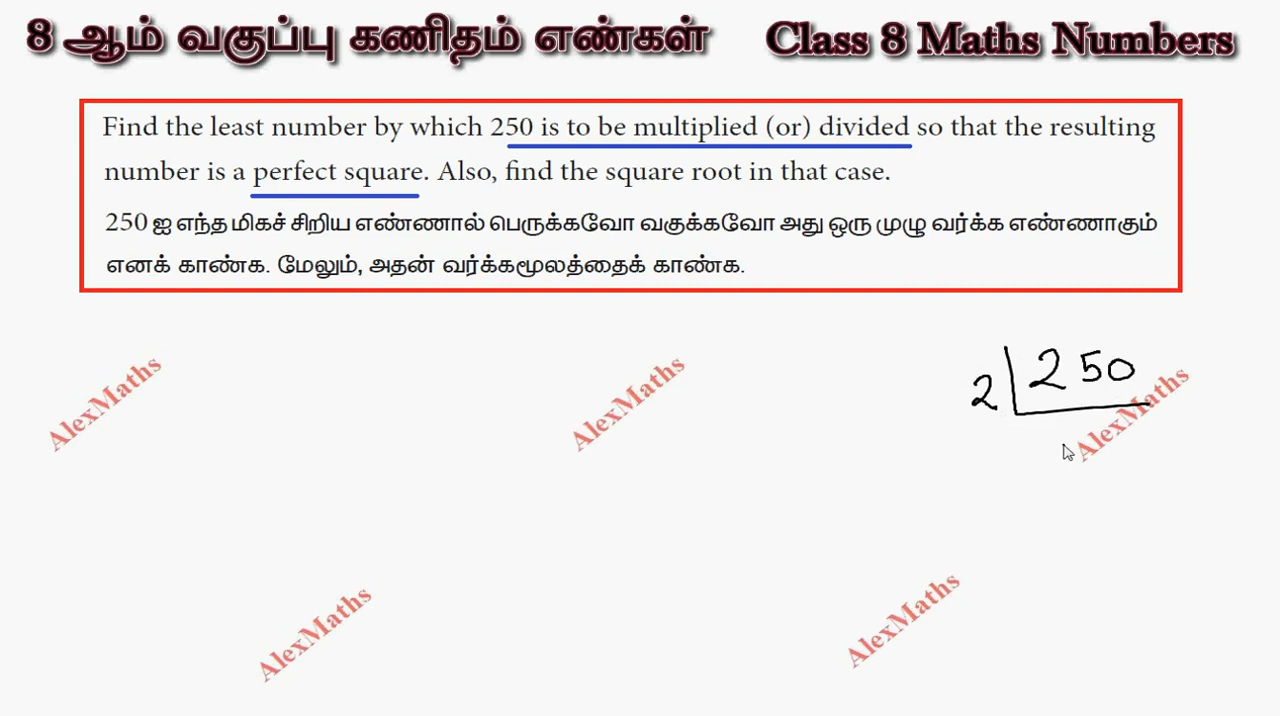 8 ஆம் வகுப்பு கணிதம் எண்கள் Class 8 Maths Numbers
Find the least number by which 250 is to be multiplied (or) divided so that the resulting
number is a perfect square. Also, find the square root in that case.
250 ஐ எந்த மிகச் சிறிய எண்ணால் பெருக்கவோ வகுக்கவோ அது ஒரு முழு வர்க்க எண்ணாகும்
எனக் காண்க. மேலும், அதன் வர்க்கமூலத்தைக் காண்க.
2 250
AlexMaths
AlexMaths
AlexMaths
AlexMaths
AlexMaths